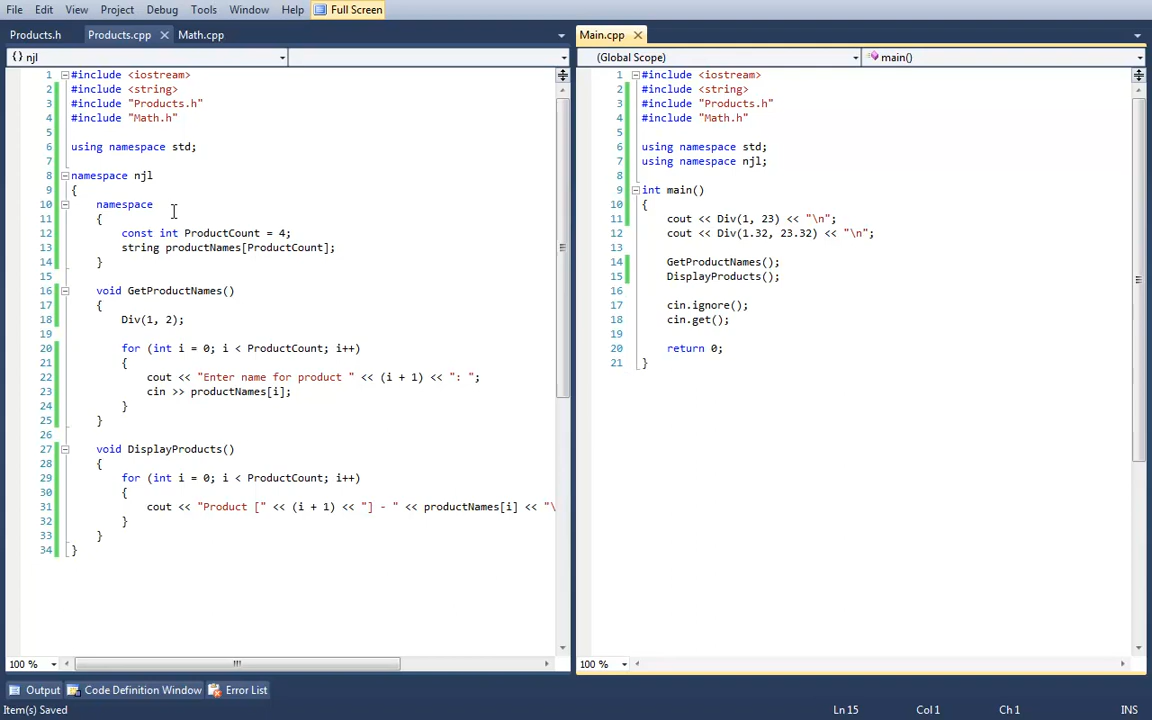 File Edit View Project Debug Tools Window Help Full Screen
Products.h Products.cpp Math.cpp
{} njl
1 #include <iostream>
2 #include <string>
3 #include "Products.h"
4 #include "Math.h"
5
6 using namespace std;
7
8 namespace njl
9 {
10 namespace
11 {
12 const int ProductCount = 4;
13 string productNames[ProductCount];
14 }
15
16 void GetProductNames()
17 {
18 Div(1, 2);
19
20 for (int i = 0; i < ProductCount; i++)
21 {
22 cout << "Enter name for product " << (i + 1) << ": ";
23 cin >> productNames[i];
24 }
25 }
26
27 void DisplayProducts()
28 {
29 for (int i = 0; i < ProductCount; i++)
30 {
31 cout << "Product [" << (i + 1) << "] - " << productNames[i] << "\
32 }
33 }
34 }
100 %
Main.cpp
(Global Scope) main()
1 #include <iostream>
2 #include <string>
3 #include "Products.h"
4 #include "Math.h"
5
6 using namespace std;
7 using namespace njl;
8
9 int main()
10 {
11 cout << Div(1, 23) << "\n";
12 cout << Div(1.32, 23.32) << "\n";
13
14 GetProductNames();
15 DisplayProducts();
16
17 cin.ignore();
18 cin.get();
19
20 return 0;
21 }
100 %
Output Code Definition Window Error List
Item(s) Saved Ln 15 Col 1 Ch 1 INS